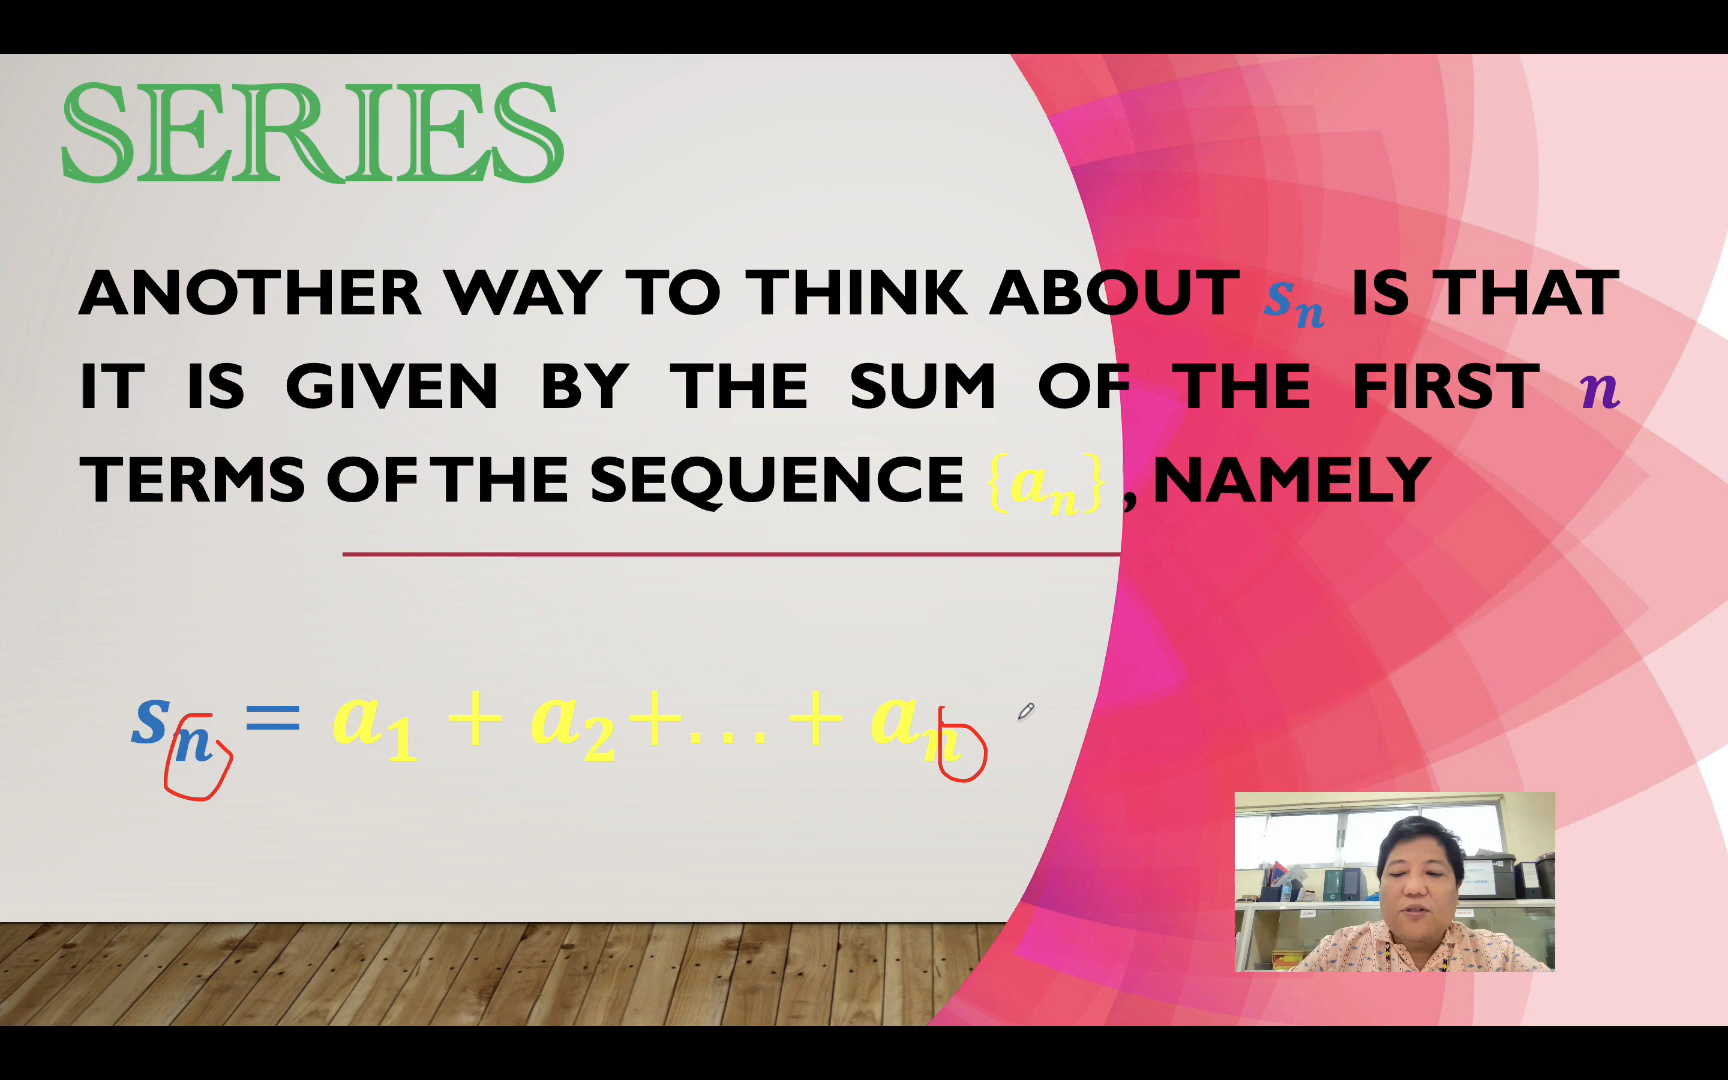 SERIES
ANOTHER WAY TO THINK ABOUT sₙ IS THAT
IT IS GIVEN BY THE SUM OF THE FIRST n
TERMS OF THE SEQUENCE {aₙ} , NAMELY
sₙ = a₁ + a₂+...+ aₙ